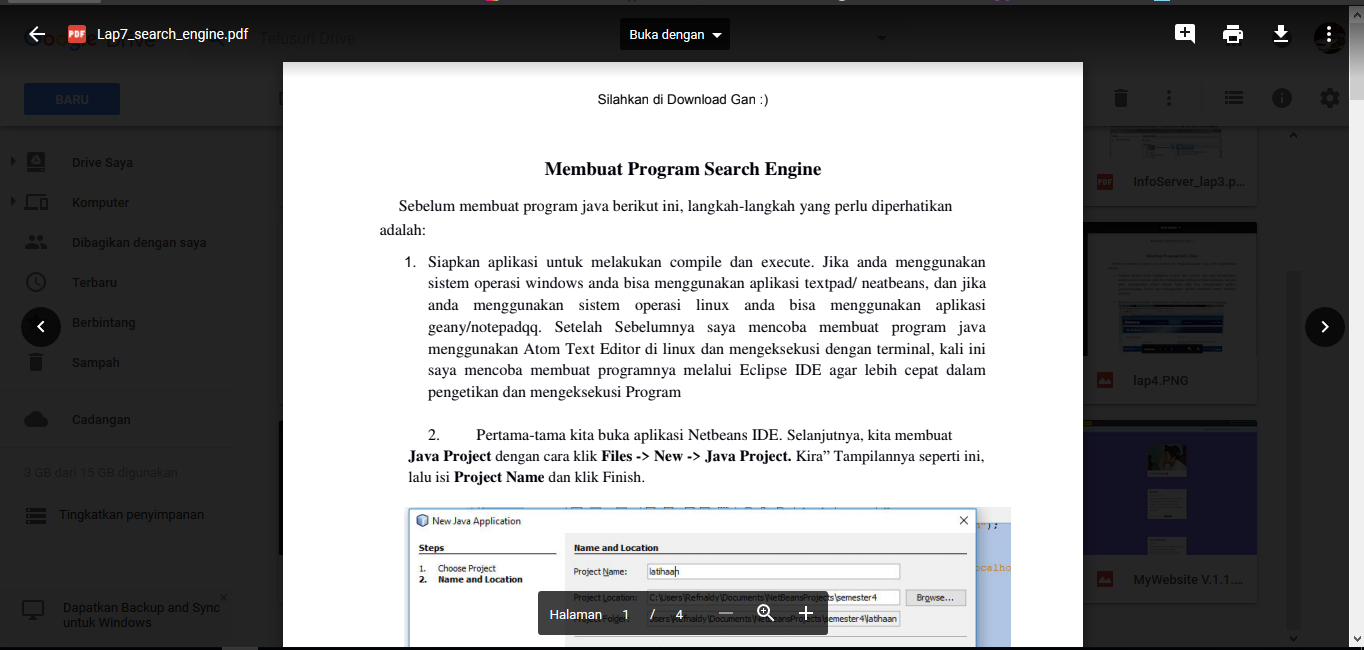 Lap7_search_engine.pdf
Telusuri Drive
Buka dengan
BARU
Drive Saya
Komputer
Dibagikan dengan saya
Terbaru
Berbintang
Sampah
Cadangan
3 GB dari 15 GB digunakan
Tingkatkan penyimpanan
Dapatkan Backup and Sync
untuk Windows
Silahkan di Download Gan :)
Membuat Program Search Engine
Sebelum membuat program java berikut ini, langkah-langkah yang perlu diperhatikan
adalah:
1. Siapkan aplikasi untuk melakukan compile dan execute. Jika anda menggunakan
sistem operasi windows anda bisa menggunakan aplikasi textpad/ neatbeans, dan jika
anda menggunakan sistem operasi linux anda bisa menggunakan aplikasi
geany/notepadqq. Setelah Sebelumnya saya mencoba membuat program java
menggunakan Atom Text Editor di linux dan mengeksekusi dengan terminal, kali ini
saya mencoba membuat programnya melalui Eclipse IDE agar lebih cepat dalam
pengetikan dan mengeksekusi Program
2. Pertama-tama kita buka aplikasi Netbeans IDE. Selanjutnya, kita membuat
Java Project dengan cara klik Files -> New -> Java Project. Kira” Tampilannya seperti ini,
lalu isi Project Name dan klik Finish.
New Java Application
Steps
1. Choose Project
2. Name and Location
Name and Location
Project Name: latihaan
Project Location: C:\Users\Refnaldy\Documents\NetBeansProjects\semester4 Browse...
Project Folder: Users\Refnaldy\Documents\NetBeansProjects\semester4\latihaan
Halaman 1 / 4
PDF
InfoServer_lap3.p...
lap4.PNG
MyWebsite V.1.1....